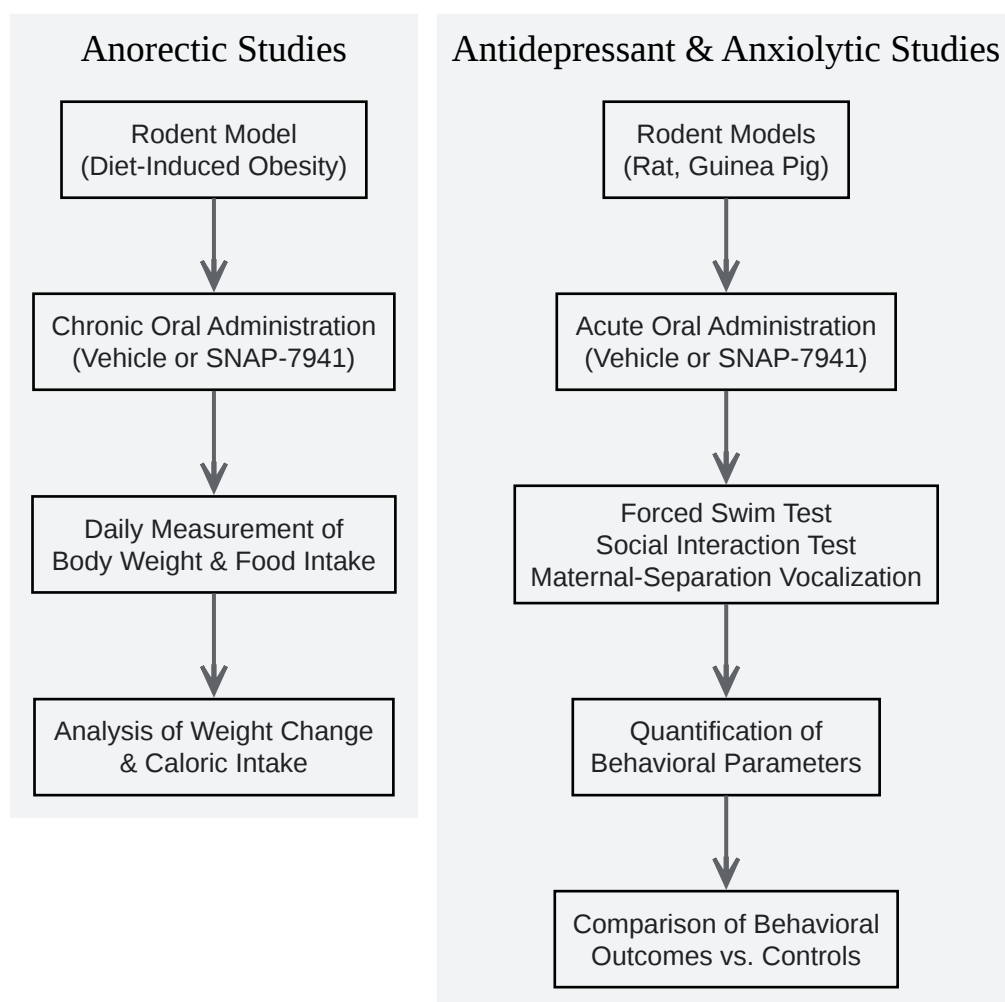 Anorectic Studies
Rodent Model
(Diet-Induced Obesity)
Chronic Oral Administration
(Vehicle or SNAP-7941)
Daily Measurement of
Body Weight & Food Intake
Analysis of Weight Change
& Caloric Intake
Antidepressant & Anxiolytic Studies
Rodent Models
(Rat, Guinea Pig)
Acute Oral Administration
(Vehicle or SNAP-7941)
Forced Swim Test
Social Interaction Test
Maternal-Separation Vocalization
Quantification of
Behavioral Parameters
Comparison of Behavioral
Outcomes vs. Controls